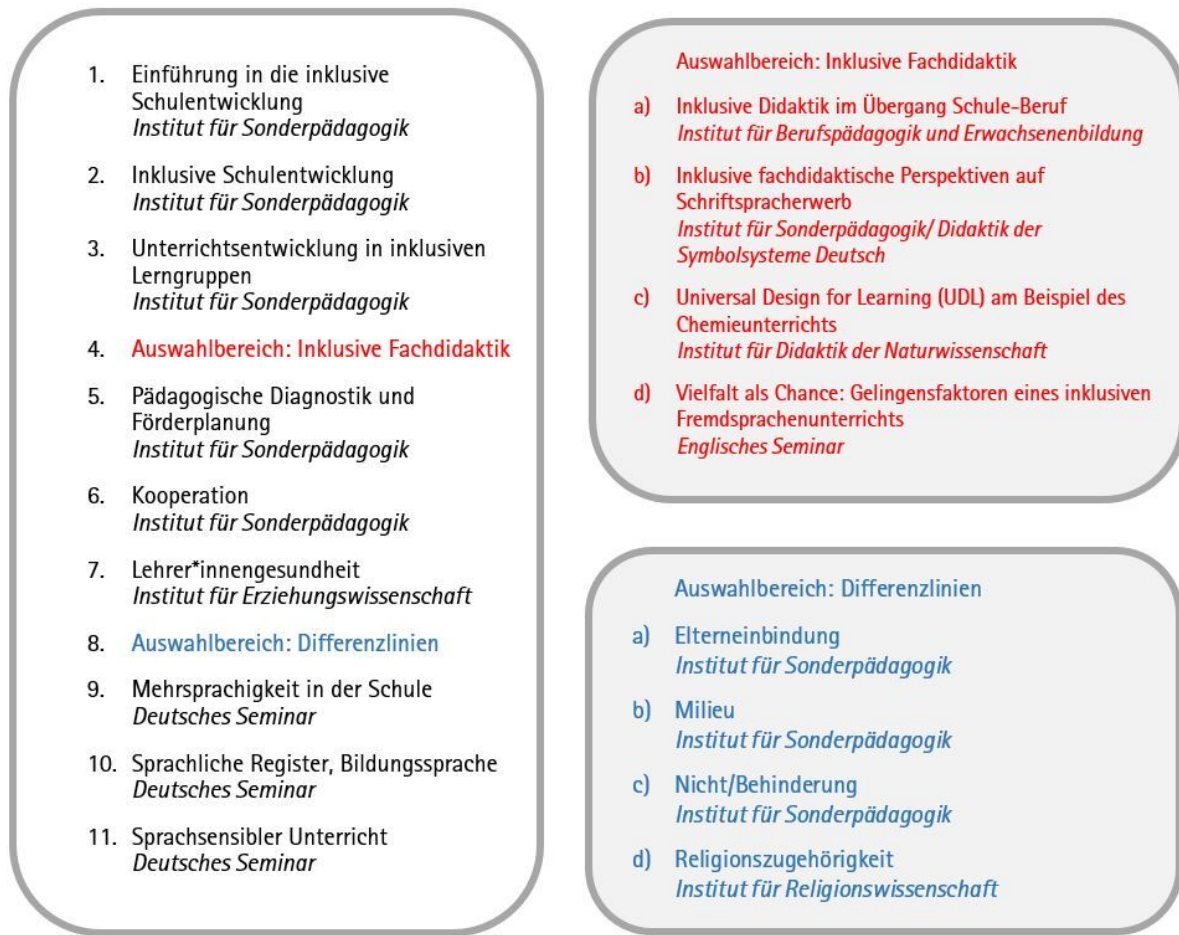 1. Einführung in die inklusive
Schulentwicklung
Institut für Sonderpädagogik
2. Inklusive Schulentwicklung
Institut für Sonderpädagogik
3. Unterrichtsentwicklung in inklusiven
Lerngruppen
Institut für Sonderpädagogik
4. Auswahlbereich: Inklusive Fachdidaktik
5. Pädagogische Diagnostik und
Förderplanung
Institut für Sonderpädagogik
6. Kooperation
Institut für Sonderpädagogik
7. Lehrer*innengesundheit
Institut für Erziehungswissenschaft
8. Auswahlbereich: Differenzlinien
9. Mehrsprachigkeit in der Schule
Deutsches Seminar
10. Sprachliche Register, Bildungssprache
Deutsches Seminar
11. Sprachsensibler Unterricht
Deutsches Seminar
Auswahlbereich: Inklusive Fachdidaktik
a) Inklusive Didaktik im Übergang Schule-Beruf
Institut für Berufspädagogik und Erwachsenenbildung
b) Inklusive fachdidaktische Perspektiven auf
Schriftspracherwerb
Institut für Sonderpädagogik/ Didaktik der
Symbolsysteme Deutsch
c) Universal Design for Learning (UDL) am Beispiel des
Chemieunterrichts
Institut für Didaktik der Naturwissenschaft
d) Vielfalt als Chance: Gelingensfaktoren eines inklusiven
Fremdsprachenunterrichts
Englisches Seminar
Auswahlbereich: Differenzlinien
a) Elterneinbindung
Institut für Sonderpädagogik
b) Milieu
Institut für Sonderpädagogik
c) Nicht/Behinderung
Institut für Sonderpädagogik
d) Religionszugehörigkeit
Institut für Religionswissenschaft